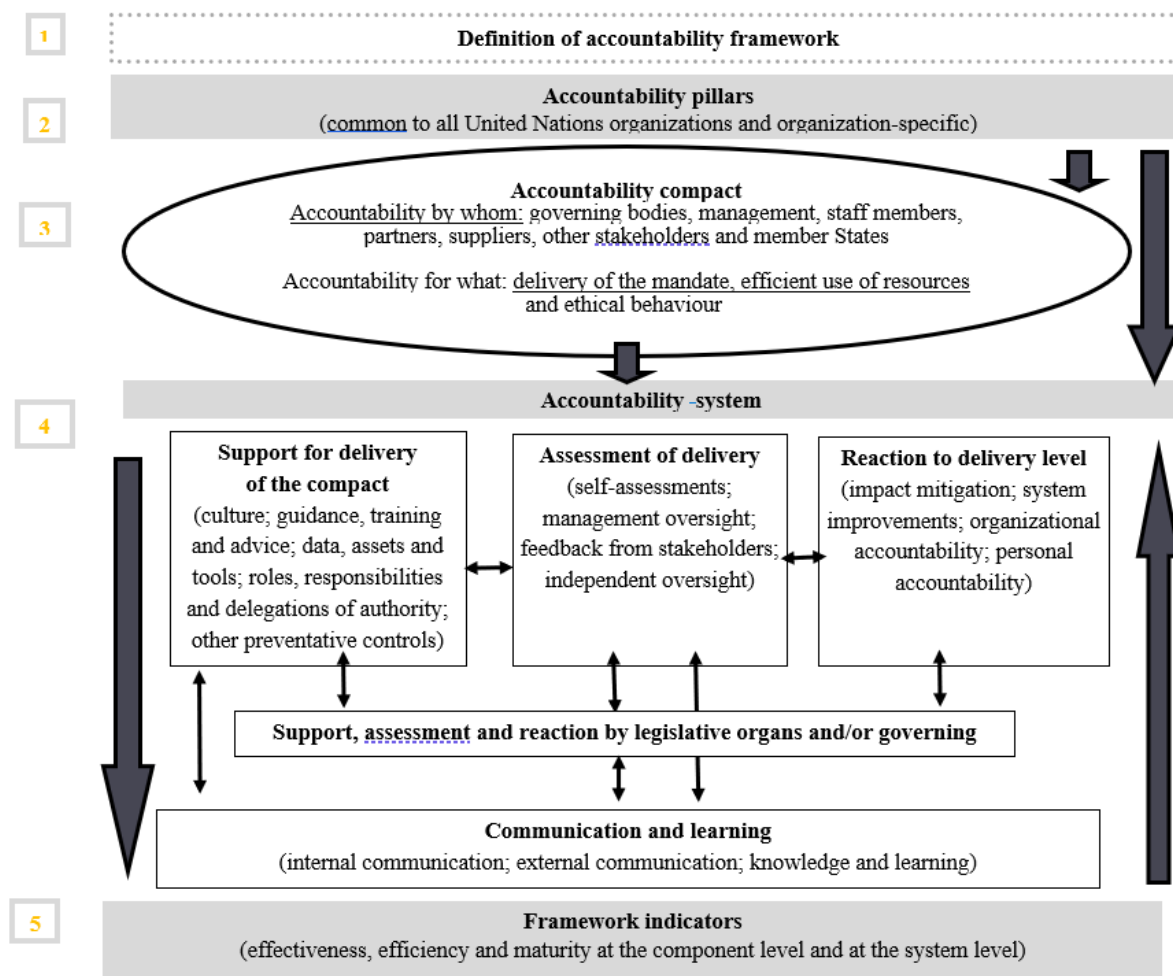 1
Definition of accountability framework
2
Accountability pillars
(common to all United Nations organizations and organization-specific)
3
Accountability compact
Accountability by whom: governing bodies, management, staff members,
partners, suppliers, other stakeholders and member States
Accountability for what: delivery of the mandate, efficient use of resources
and ethical behaviour
4
Accountability -system
Support for delivery
of the compact
(culture; guidance, training
and advice; data, assets and
tools; roles, responsibilities
and delegations of authority;
other preventative controls)
Assessment of delivery
(self-assessments;
management oversight;
feedback from stakeholders;
independent oversight)
Reaction to delivery level
(impact mitigation; system
improvements; organizational
accountability; personal
accountability)
Support, assessment and reaction by legislative organs and/or governing
Communication and learning
(internal communication; external communication; knowledge and learning)
5
Framework indicators
(effectiveness, efficiency and maturity at the component level and at the system level)